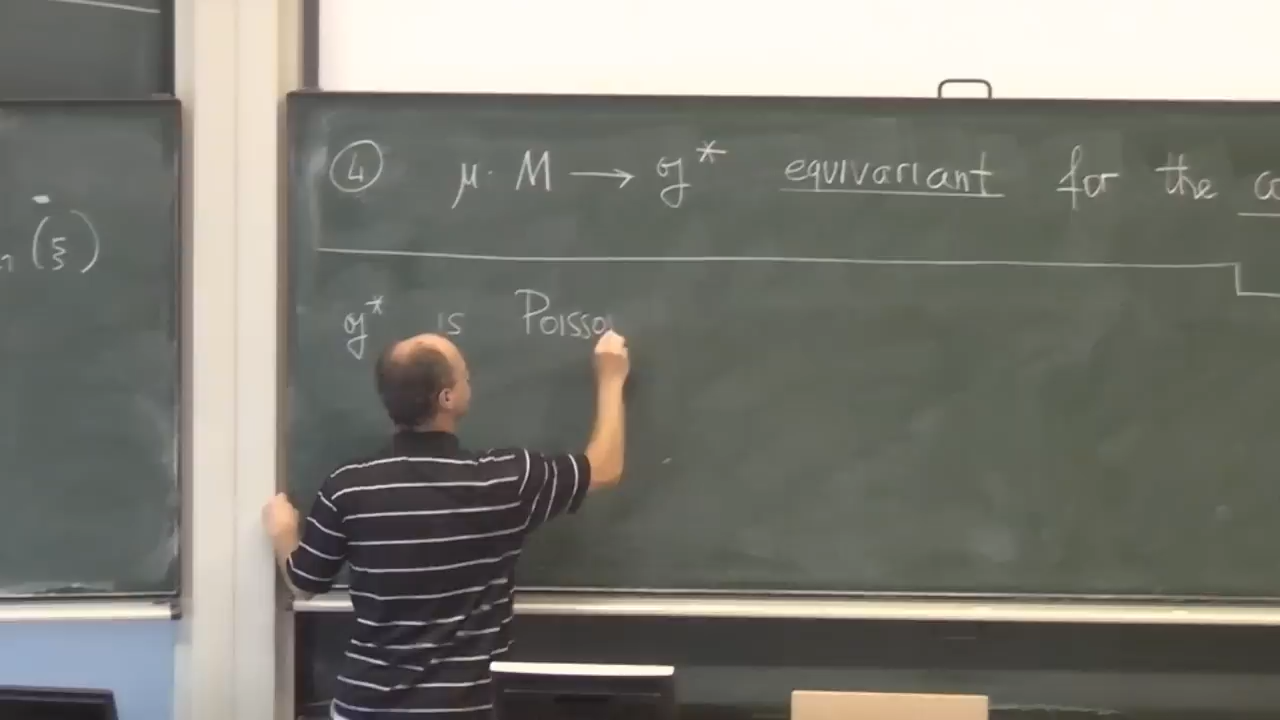 ④ μ: M → 𝔤* equivariant for the
(ξ)
𝔤* is Poisso